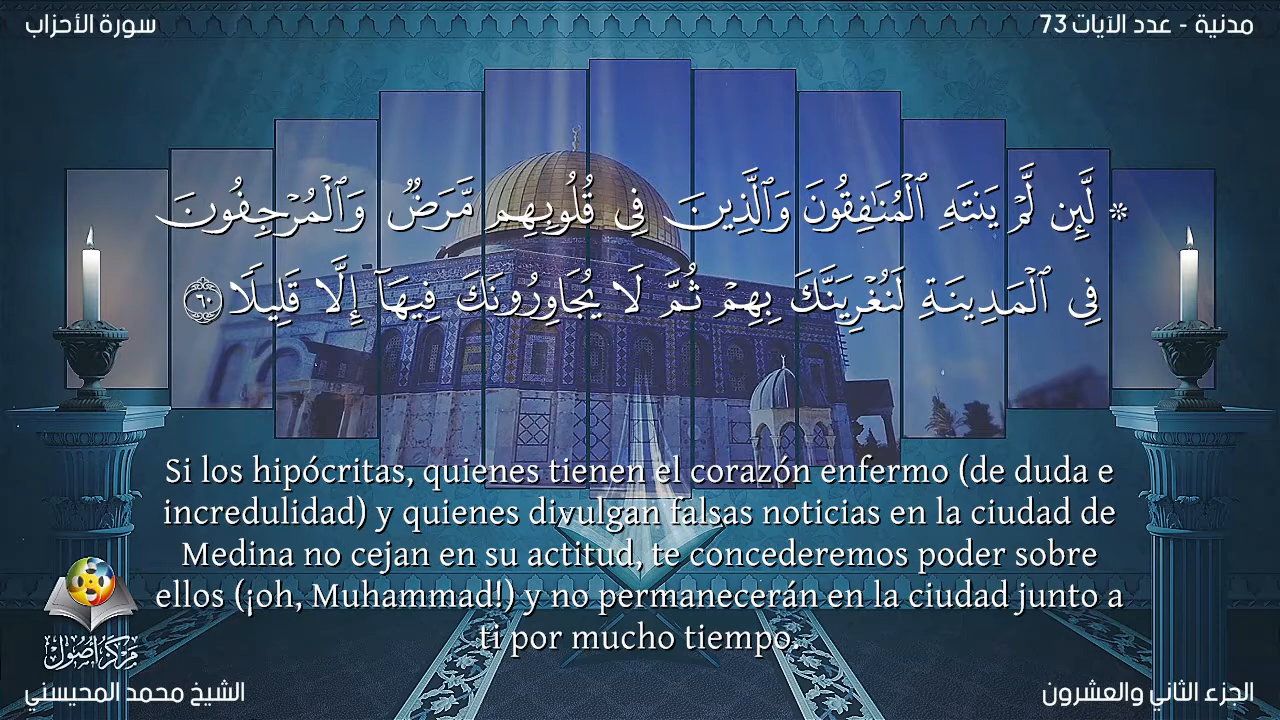 سورة الأحزاب
مدنية - عدد الآيات 73
۞ لَّئِن لَّمْ يَنتَهِ ٱلْمُنَٰفِقُونَ وَٱلَّذِينَ فِى قُلُوبِهِم مَّرَضٌ وَٱلْمُرْجِفُونَ
فِى ٱلْمَدِينَةِ لَنُغْرِيَنَّكَ بِهِمْ ثُمَّ لَا يُجَاوِرُونَكَ فِيهَآ إِلَّا قَلِيلًا ٦٠
Si los hipócritas, quienes tienen el corazón enfermo (de duda e
incredulidad) y quienes divulgan falsas noticias en la ciudad de
Medina no cejan en su actitud, te concederemos poder sobre
ellos (¡oh, Muhammad!) y no permanecerán en la ciudad junto a
ti por mucho tiempo.
مركز أصول
الشيخ محمد المحيسني
الجزء الثاني والعشرون